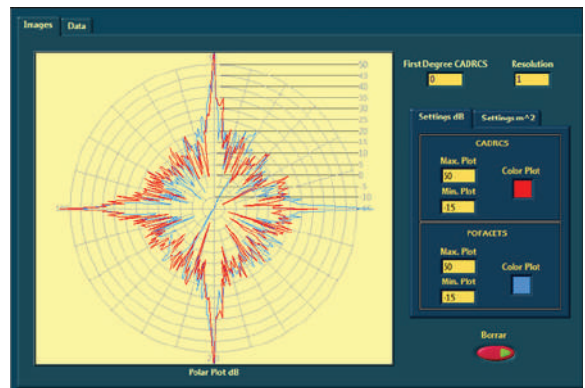 Images Data
First Degree CADRCS Resolution
0 1
Settings dB Settings m^2
CADRCS
Max. Plot
50
Color Plot
Min. Plot
-15
POFACETS
Max. Plot
50
Color Plot
Min. Plot
-15
Borrar
50
45
40
35
30
25
20
15
10
5
0
-5
-10
Polar Plot dB